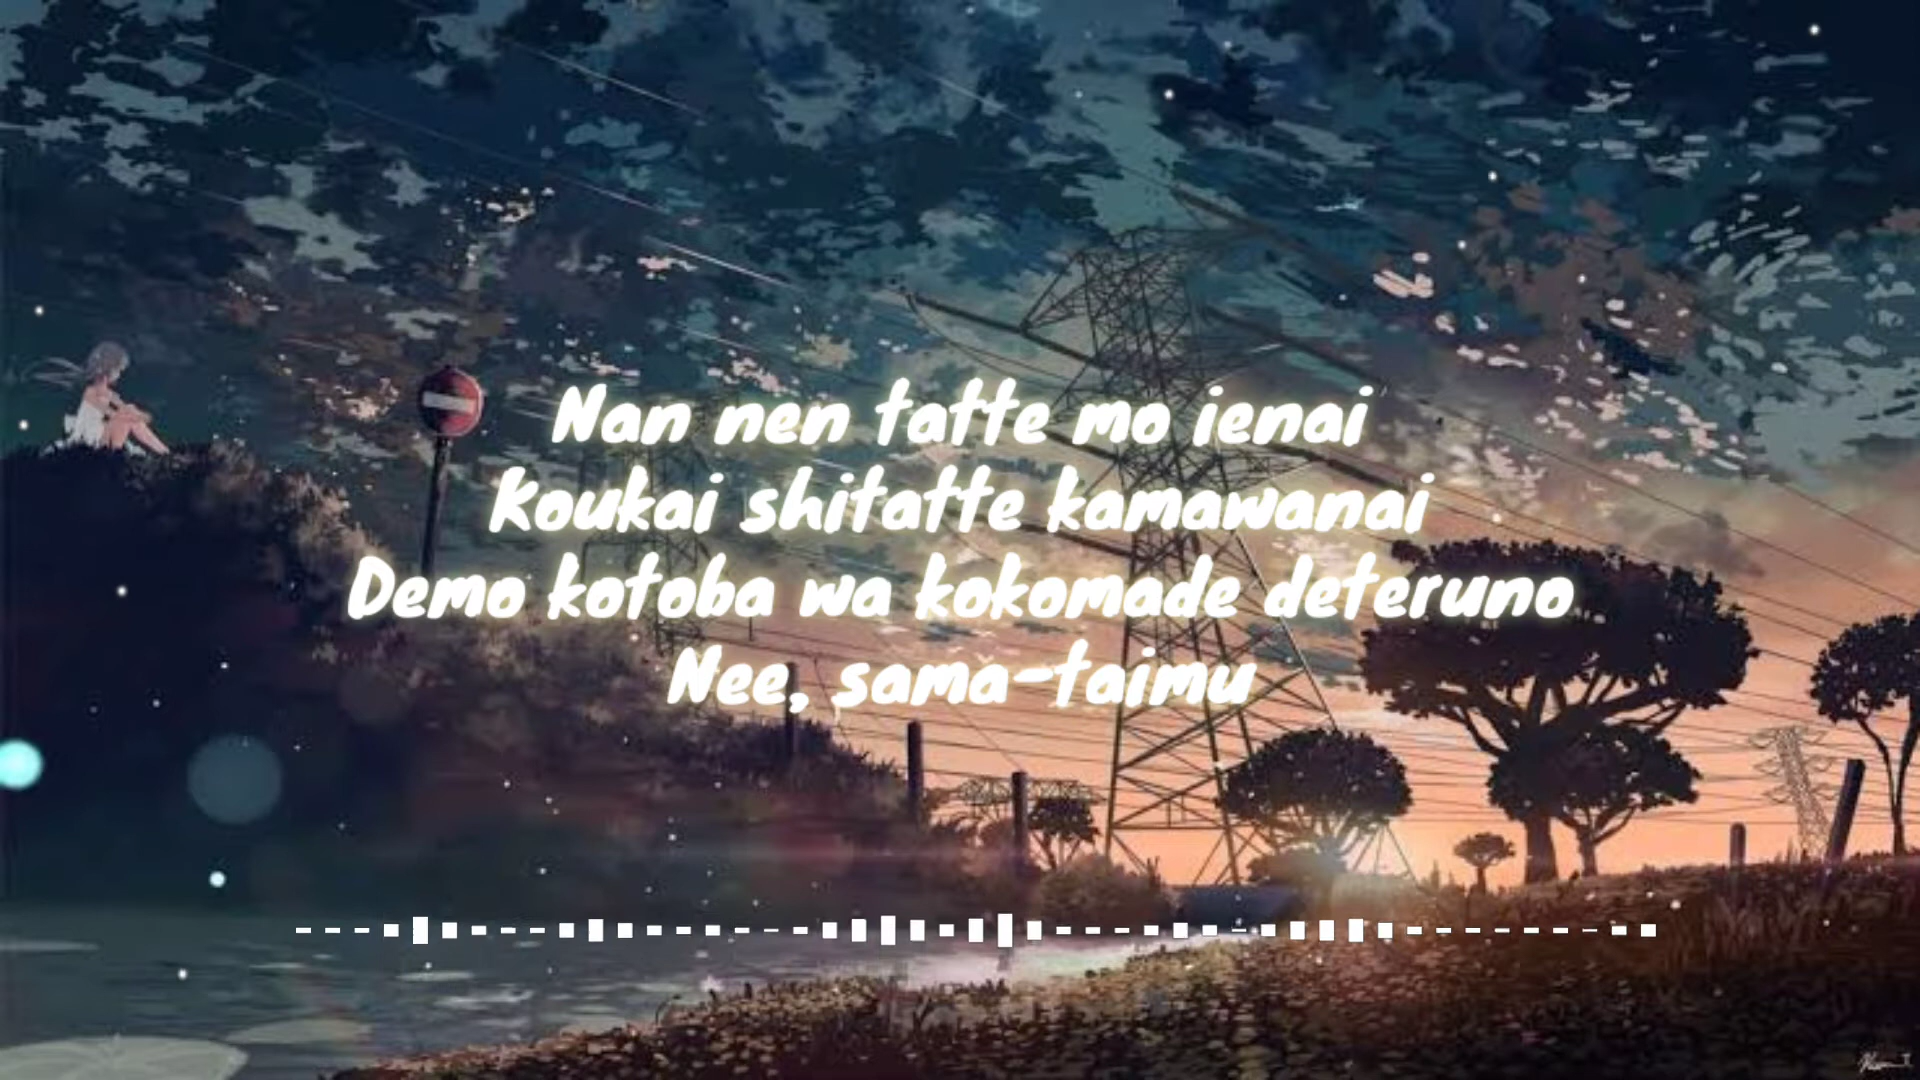 Nan nen tatte mo ienai
Koukai shitatte kamawanai
Demo kotoba wa kokomade deteruno
Nee, sama-taimu